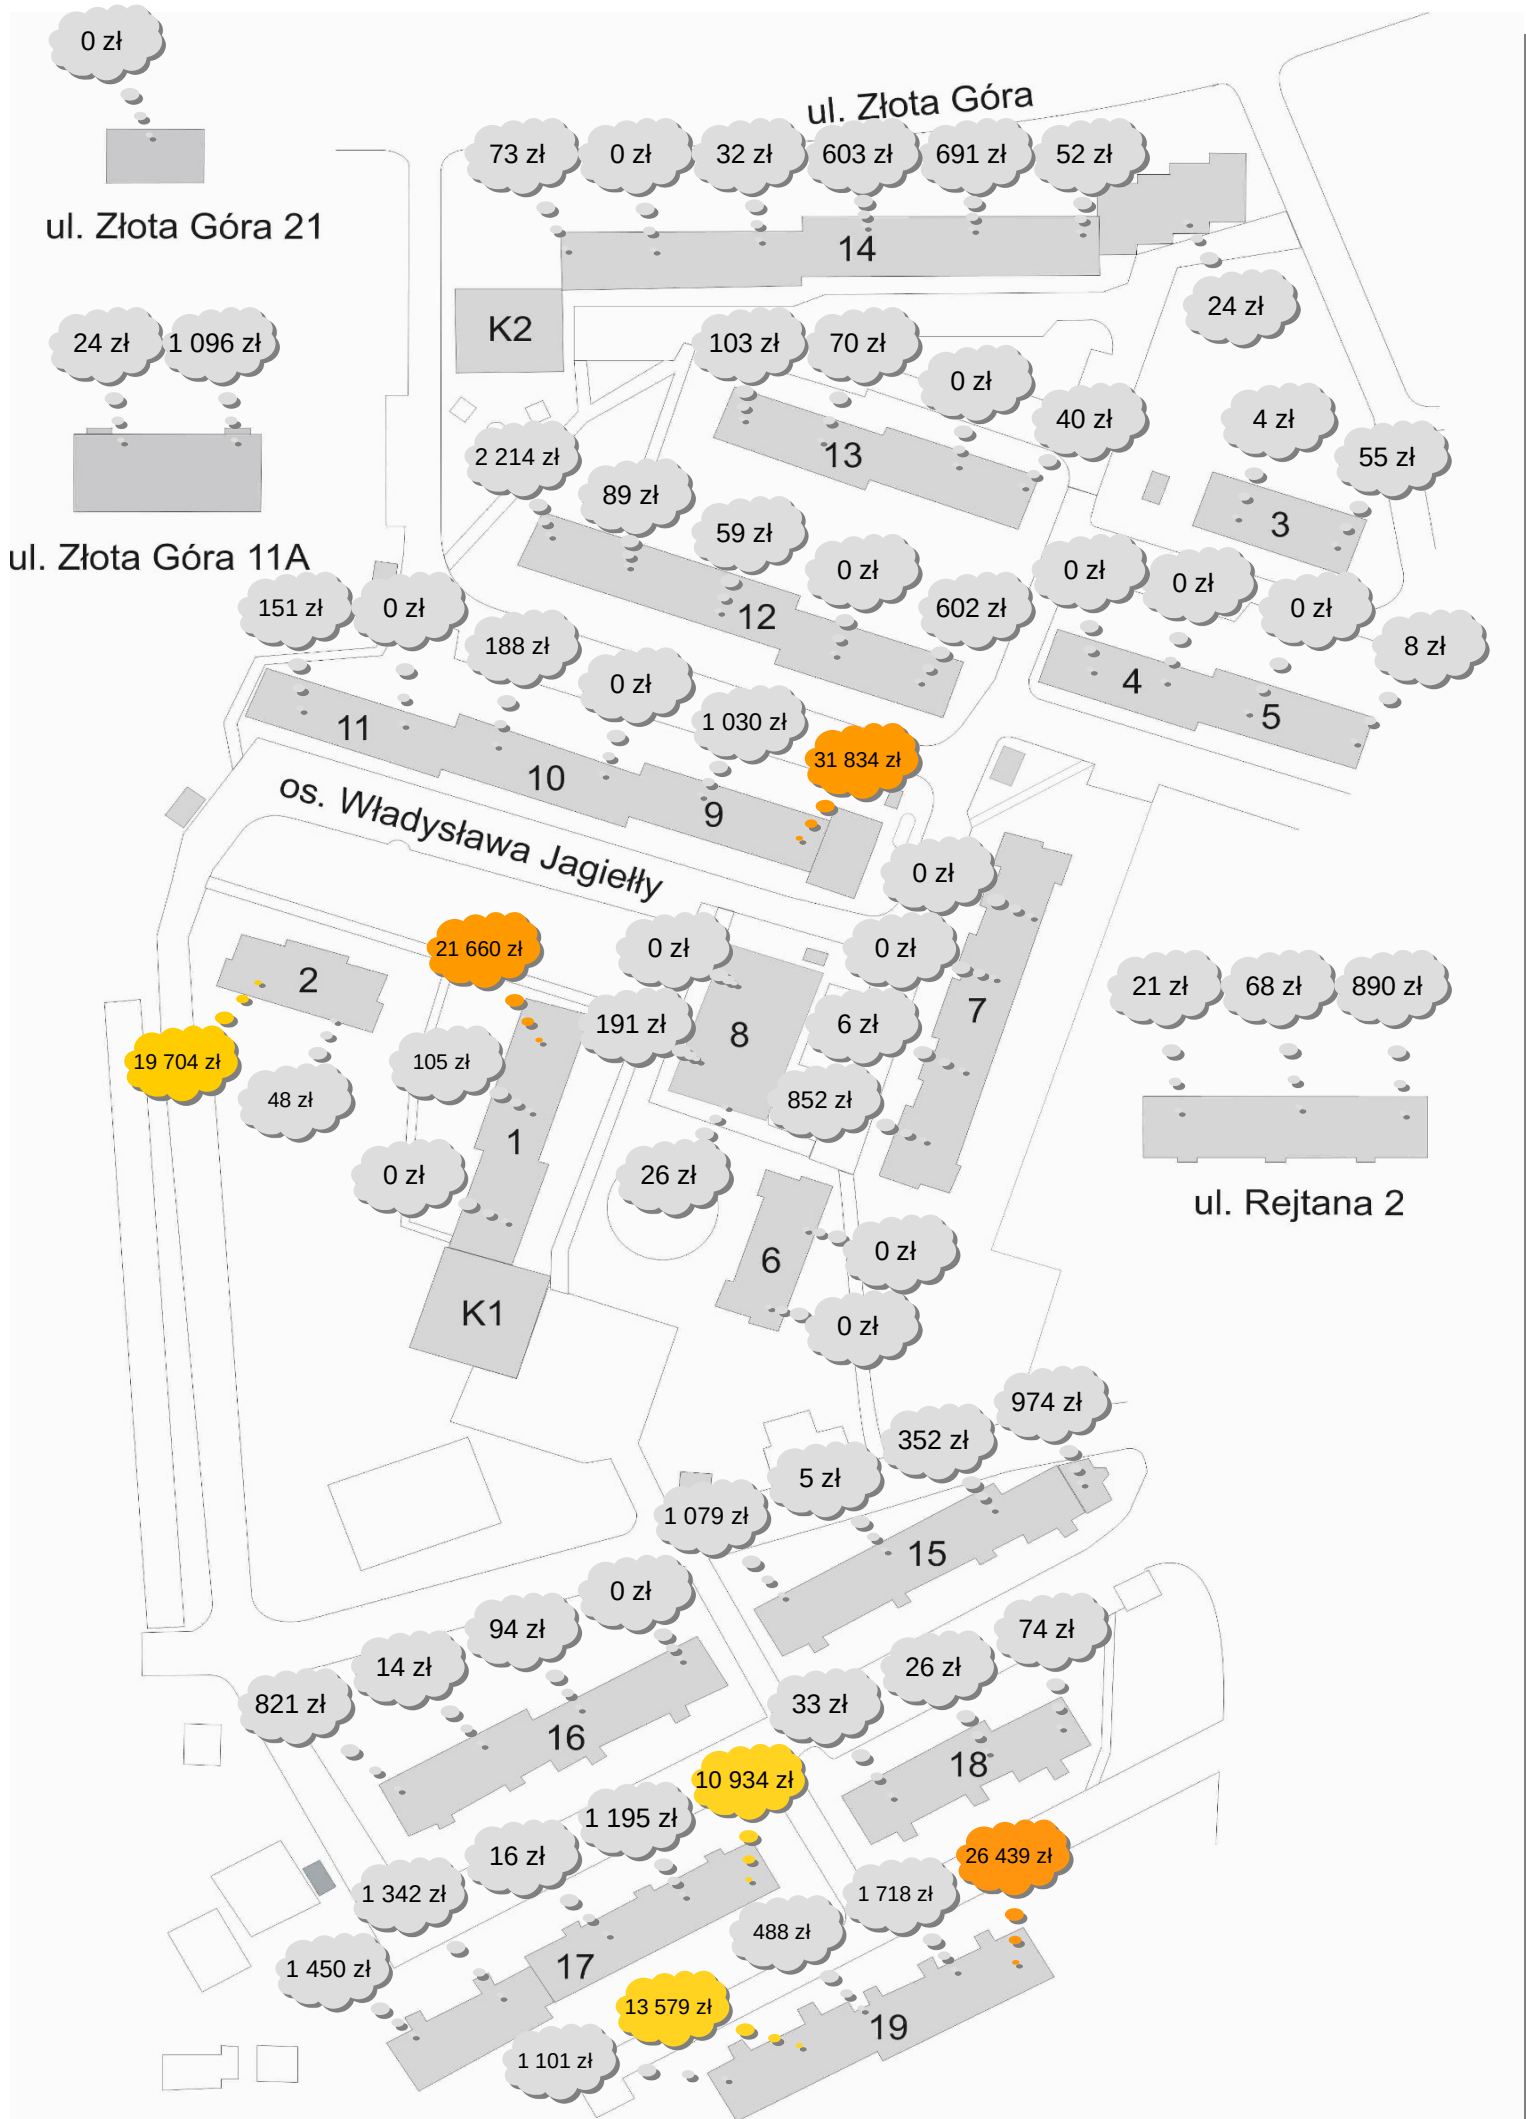 0 zł
ul. Złota Góra 21
24 zł
1 096 zł
ul. Złota Góra 11A
ul. Złota Góra
73 zł
0 zł
32 zł
603 zł
691 zł
52 zł
14
24 zł
K2
103 zł
70 zł
0 zł
40 zł
13
4 zł
55 zł
3
2 214 zł
89 zł
59 zł
0 zł
602 zł
12
0 zł
0 zł
0 zł
8 zł
4
5
151 zł
0 zł
188 zł
0 zł
1 030 zł
31 834 zł
11
10
9
os. Władysława Jagiełły
0 zł
0 zł
6 zł
852 zł
7
2
19 704 zł
48 zł
21 660 zł
105 zł
0 zł
1
K1
0 zł
191 zł
26 zł
8
6
0 zł
0 zł
21 zł
68 zł
890 zł
ul. Rejtana 2
974 zł
352 zł
5 zł
1 079 zł
15
0 zł
94 zł
14 zł
821 zł
16
74 zł
26 zł
33 zł
18
10 934 zł
1 195 zł
16 zł
1 342 zł
1 450 zł
17
26 439 zł
1 718 zł
488 zł
13 579 zł
1 101 zł
19